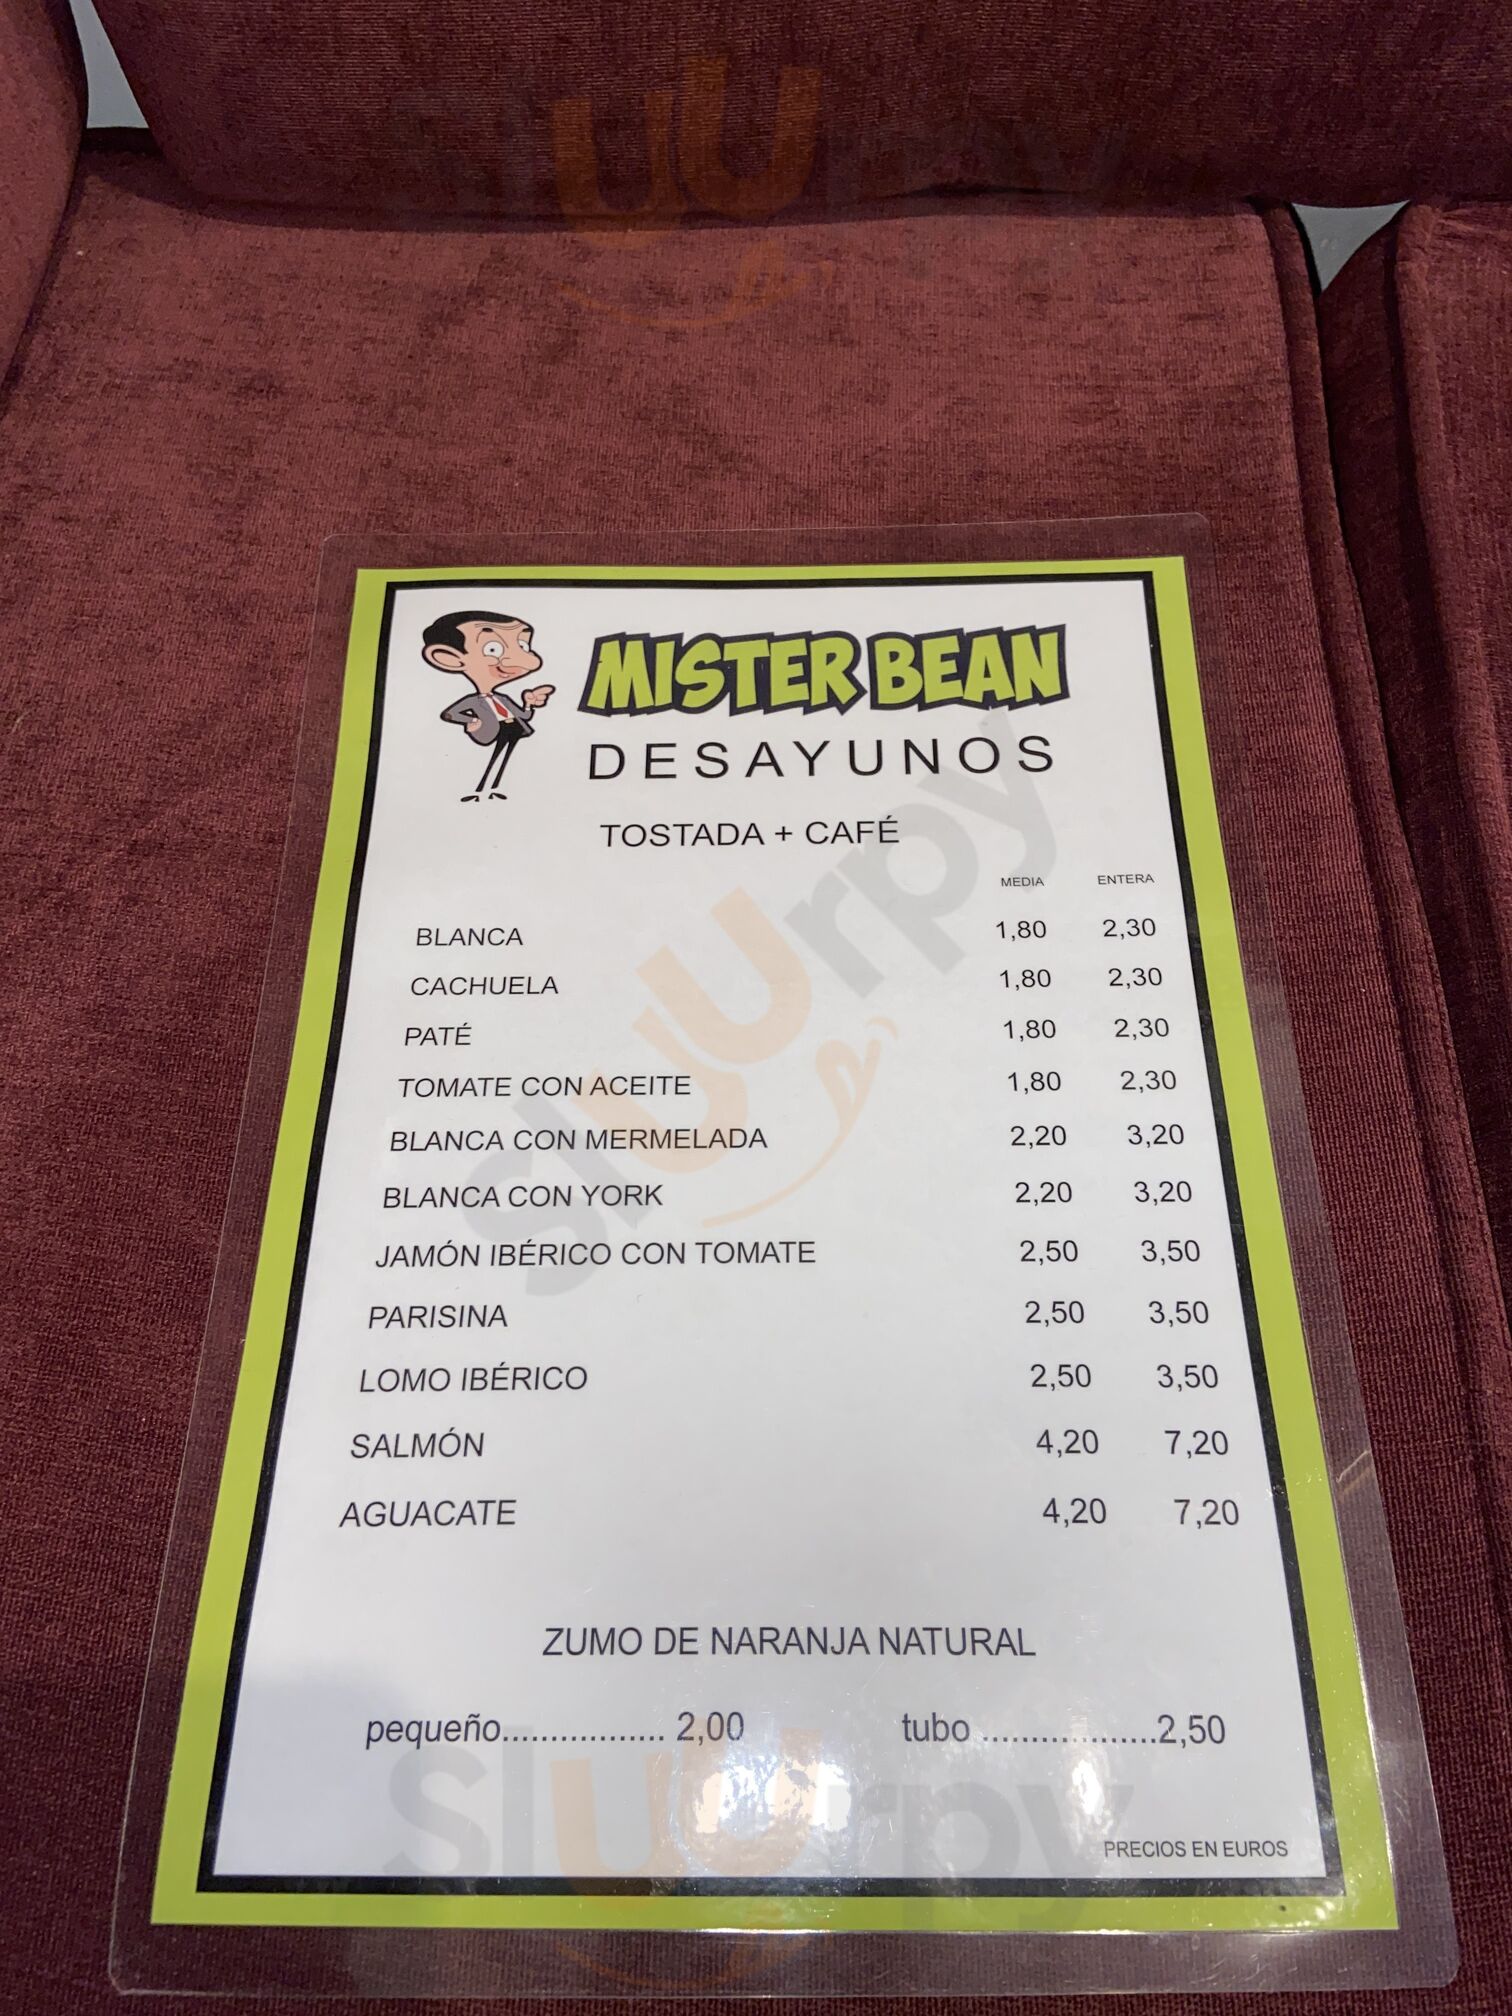 MISTER BEAN
DESAYUNOS
TOSTADA + CAFÉ
MEDIA ENTERA
BLANCA 1,80 2,30
CACHUELA 1,80 2,30
PATÉ 1,80 2,30
TOMATE CON ACEITE 1,80 2,30
BLANCA CON MERMELADA 2,20 3,20
BLANCA CON YORK 2,20 3,20
JAMÓN IBÉRICO CON TOMATE 2,50 3,50
PARISINA 2,50 3,50
LOMO IBÉRICO 2,50 3,50
SALMÓN 4,20 7,20
AGUACATE 4,20 7,20
ZUMO DE NARANJA NATURAL
pequeño................. 2,00 tubo ..................2,50
PRECIOS EN EUROS
sluurpy
sluurpy
sluurpy